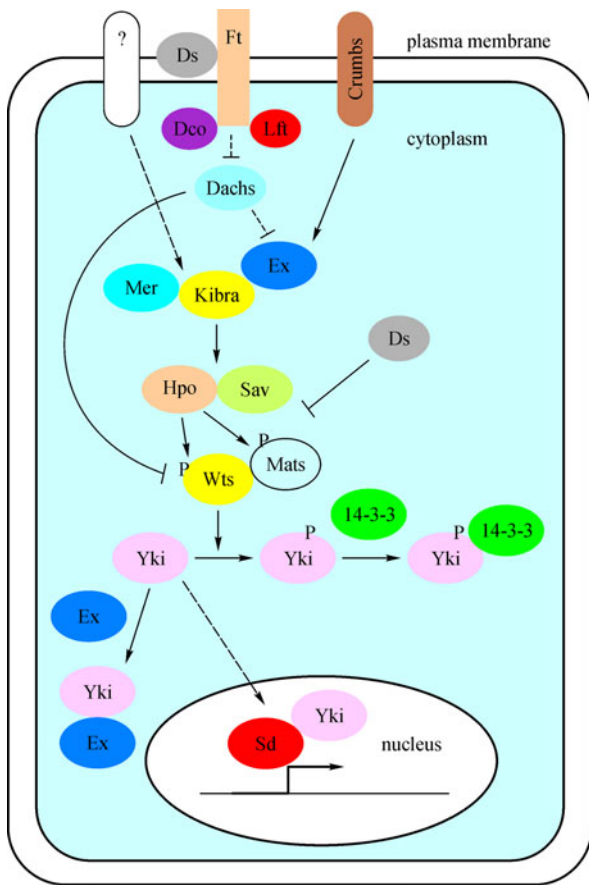 ?
Ds
Ft
Crumbs
plasma membrane
Dco
Lft
cytoplasm
Dachs
Ex
Mer
Kibra
Ds
Hpo
Sav
P
P
Wts
Mats
14-3-3
P
P
14-3-3
Yki
Yki
Yki
Ex
Yki
Ex
Yki
Sd
nucleus